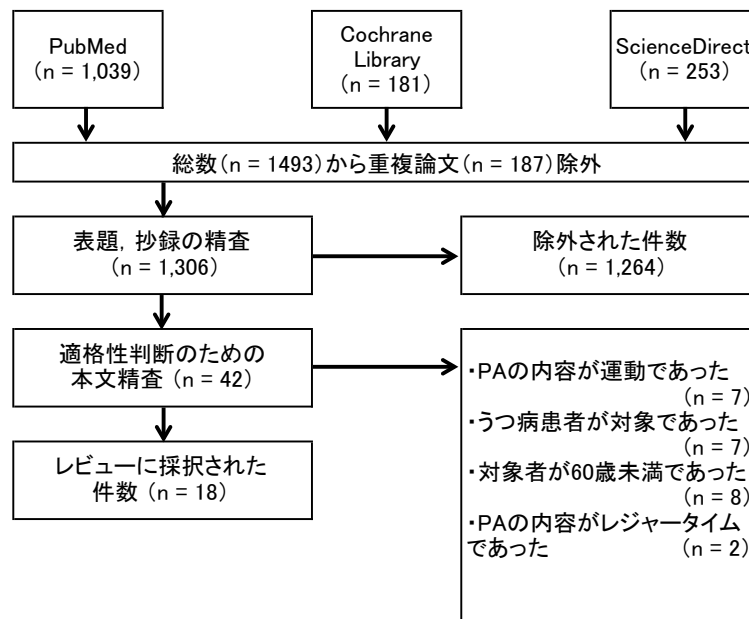 PubMed
(n = 1,039)
Cochrane
Library
(n = 181)
ScienceDirect
(n = 253)
総数(n = 1493)から重複論文(n = 187)除外
表題, 抄録の精査
(n = 1,306)
除外された件数
(n = 1,264)
適格性判断のための
本文精査 (n = 42)
・PAの内容が運動であった
(n = 7)
・うつ病患者が対象であった
(n = 7)
・対象者が60歳未満であった
(n = 8)
・PAの内容がレジャータイム
であった (n = 2)
レビューに採択された
件数 (n = 18)